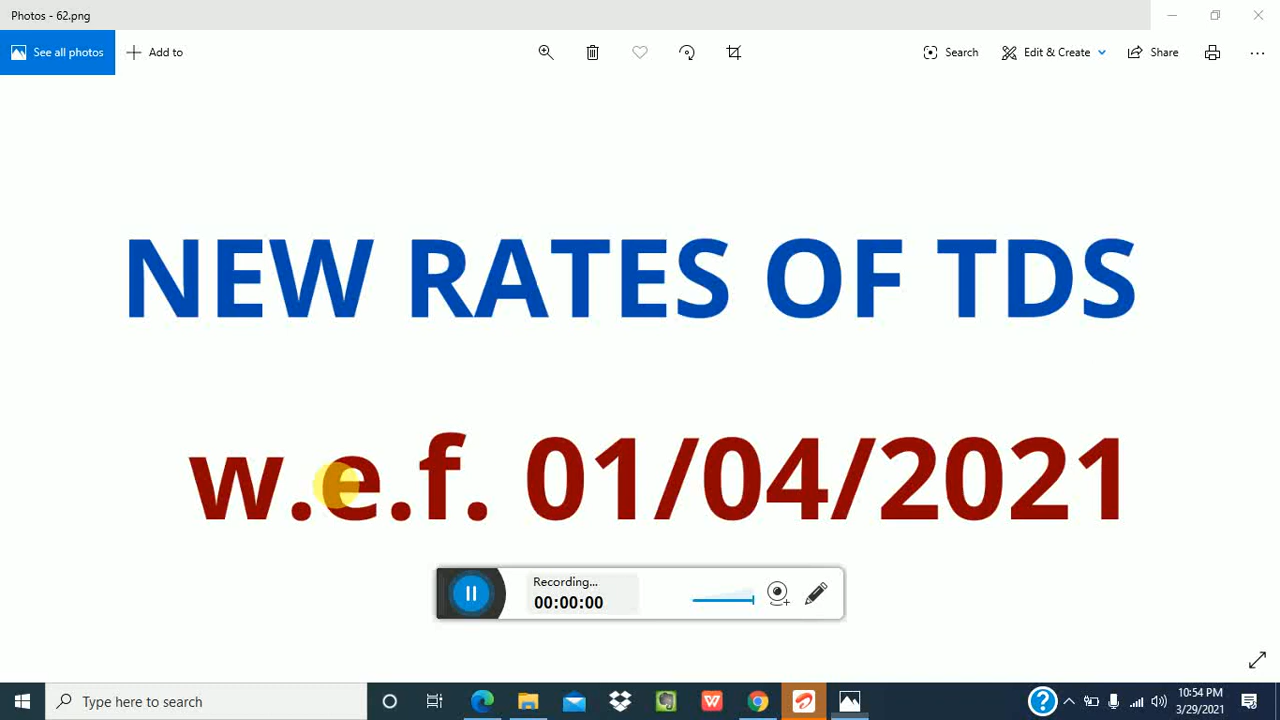 Photos - 62.png
See all photos Add to Search Edit & Create Share
NEW RATES OF TDS
w.e.f. 01/04/2021
Recording...
00:00:00
Type here to search
10:54 PM
3/29/2021